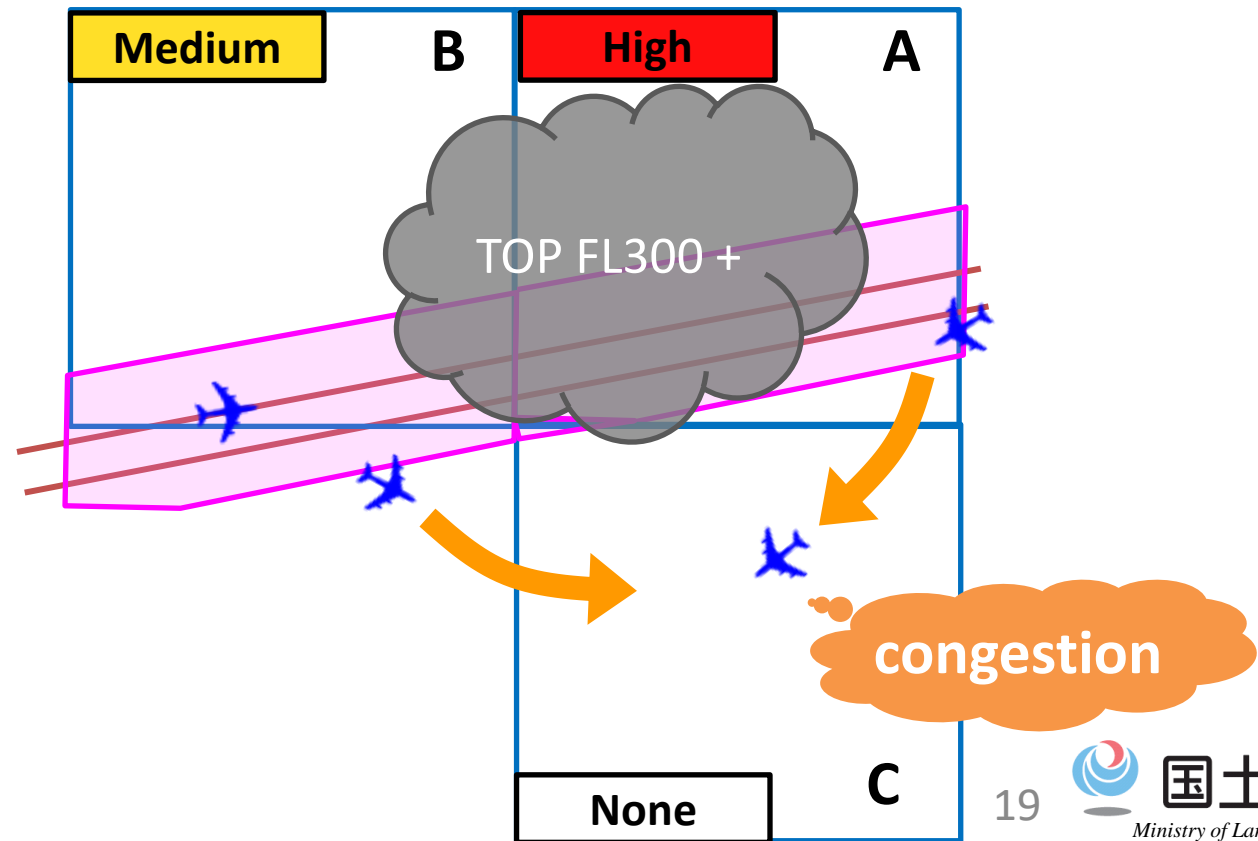 Medium
B
High
A
TOP FL300 +
congestion
None
C
19
国土
Ministry of Lan